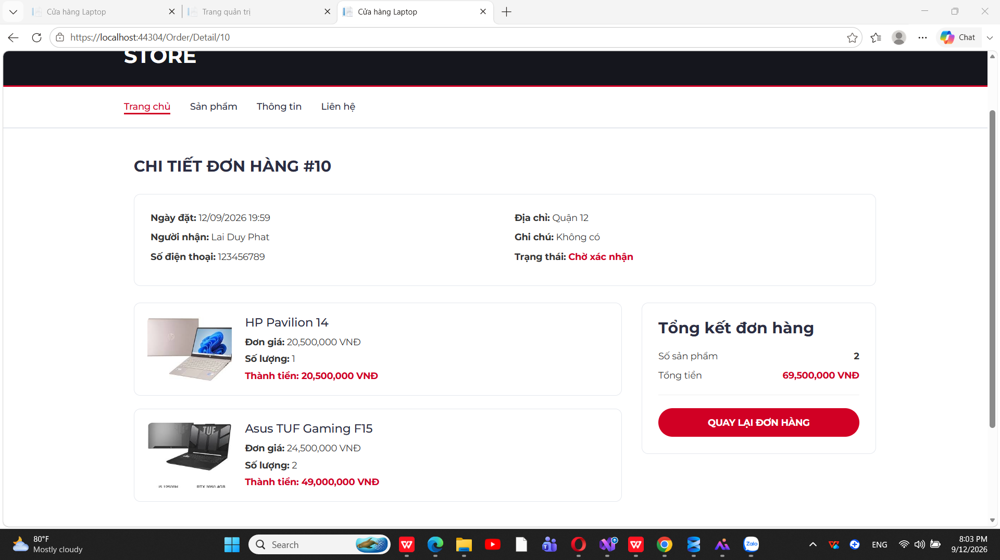 Cửa hàng Laptop
Trang quản trị
Cửa hàng Laptop
https://localhost:44304/Order/Detail/10
Chat
STORE
Trang chủ
Sản phẩm
Thông tin
Liên hệ
CHI TIẾT ĐƠN HÀNG #10
Ngày đặt: 12/09/2026 19:59
Người nhận: Lai Duy Phat
Số điện thoại: 123456789
Địa chỉ: Quận 12
Ghi chú: Không có
Trạng thái: Chờ xác nhận
HP Pavilion 14
Đơn giá: 20,500,000 VNĐ
Số lượng: 1
Thành tiền: 20,500,000 VNĐ
TUF
i5 12500H
RTX 3050 4GB
Asus TUF Gaming F15
Đơn giá: 24,500,000 VNĐ
Số lượng: 2
Thành tiền: 49,000,000 VNĐ
Tổng kết đơn hàng
Số sản phẩm 2
Tổng tiền 69,500,000 VNĐ
QUAY LẠI ĐƠN HÀNG
80°F
Mostly cloudy
Search
Zalo
ENG
8:03 PM
9/12/2026